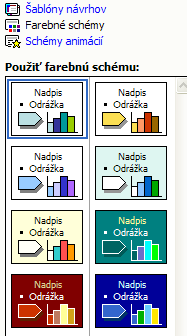 Šablóny návrhov
Farebné schémy
Schémy animácií
Použiť farebnú schému:
Nadpis
• Odrážka
Nadpis
• Odrážka
Nadpis
• Odrážka
Nadpis
• Odrážka
Nadpis
• Odrážka
Nadpis
• Odrážka
Nadpis
• Odrážka
Nadpis
• Odrážka